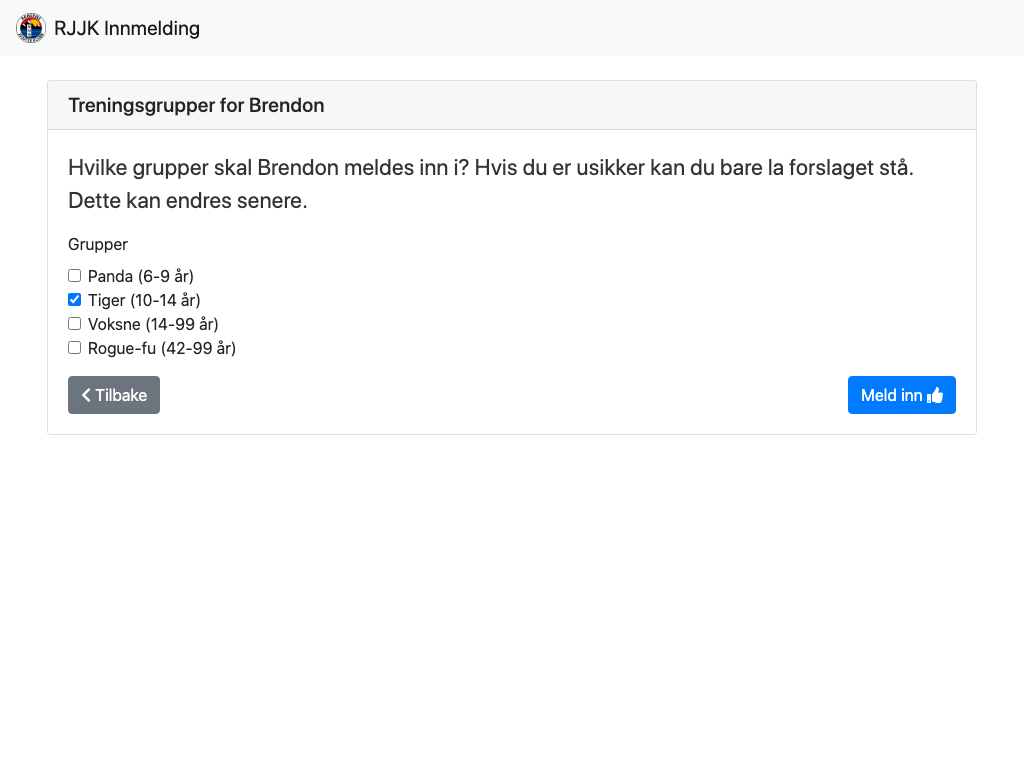 RJJK Innmelding
Treningsgrupper for Brendon
Hvilke grupper skal Brendon meldes inn i? Hvis du er usikker kan du bare la forslaget stå.
Dette kan endres senere.
Grupper
Panda (6-9 år)
Tiger (10-14 år)
Voksne (14-99 år)
Rogue-fu (42-99 år)
Tilbake
Meld inn